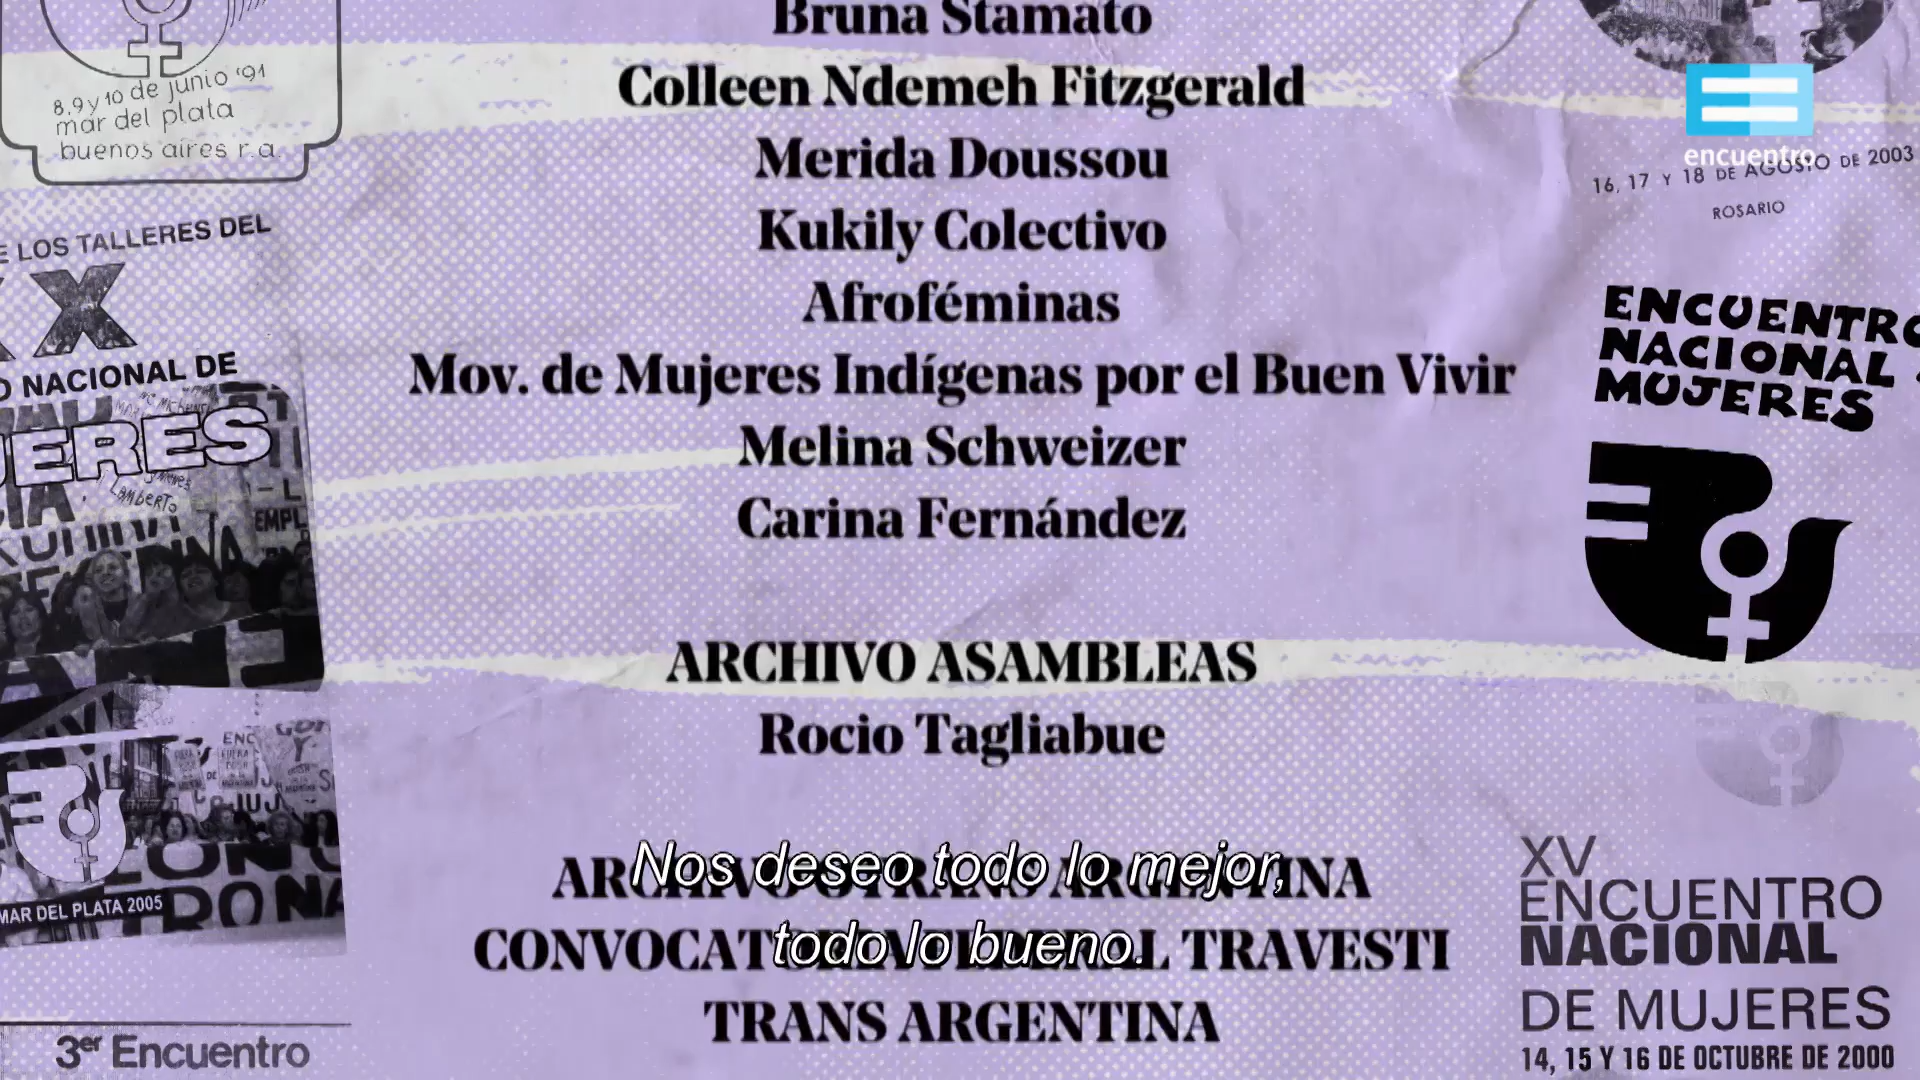 Bruna Stamato
Colleen Ndemeh Fitzgerald
Merida Doussou
Kukily Colectivo
Afroféminas
Mov. de Mujeres Indígenas por el Buen Vivir
Melina Schweizer
Carina Fernández
ARCHIVO ASAMBLEAS
Rocio Tagliabue
ARGENTINA
TRAVESTI
TRANS ARGENTINA
Nos deseo todo lo mejor,
todo lo bueno.
8, 9 y 10 de junio '91
mar del plata
buenos aires r.a.
LOS TALLERES DEL
NACIONAL DE
MAR DEL PLATA 2005
3er Encuentro
encuentro
16, 17 Y 18 DE AGOSTO DE 2003
ROSARIO
ENCUENTRO
NACIONAL
MUJERES
XV
ENCUENTRO
NACIONAL
DE MUJERES
14, 15 Y 16 DE OCTUBRE DE 2000